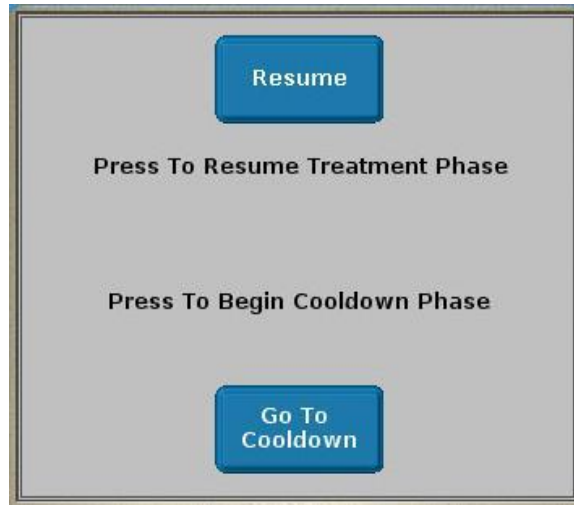 Resume
Press To Resume Treatment Phase
Press To Begin Cooldown Phase
Go To
Cooldown